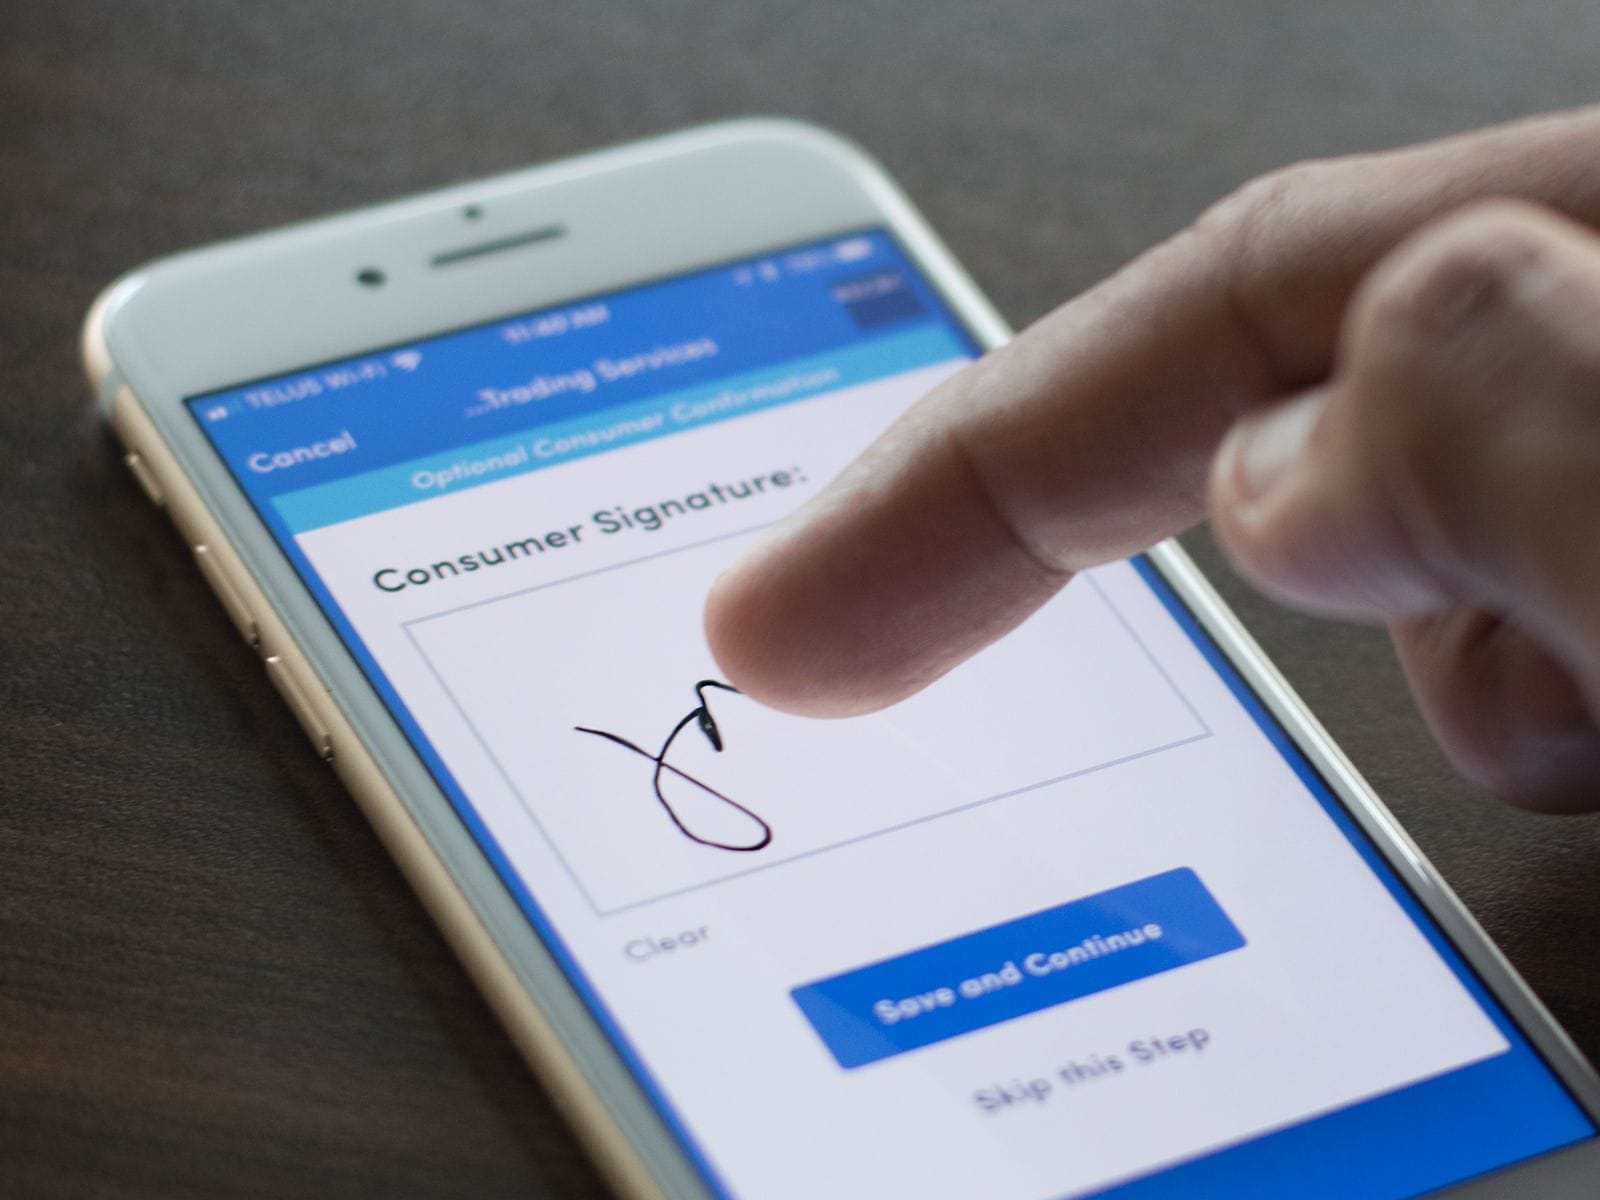 TELUS Wi-Fi
11:40 AM
...Trading Services
Cancel
Optional Consumer Confirmation
Consumer Signature:
Clear
Save and Continue
Skip this Step